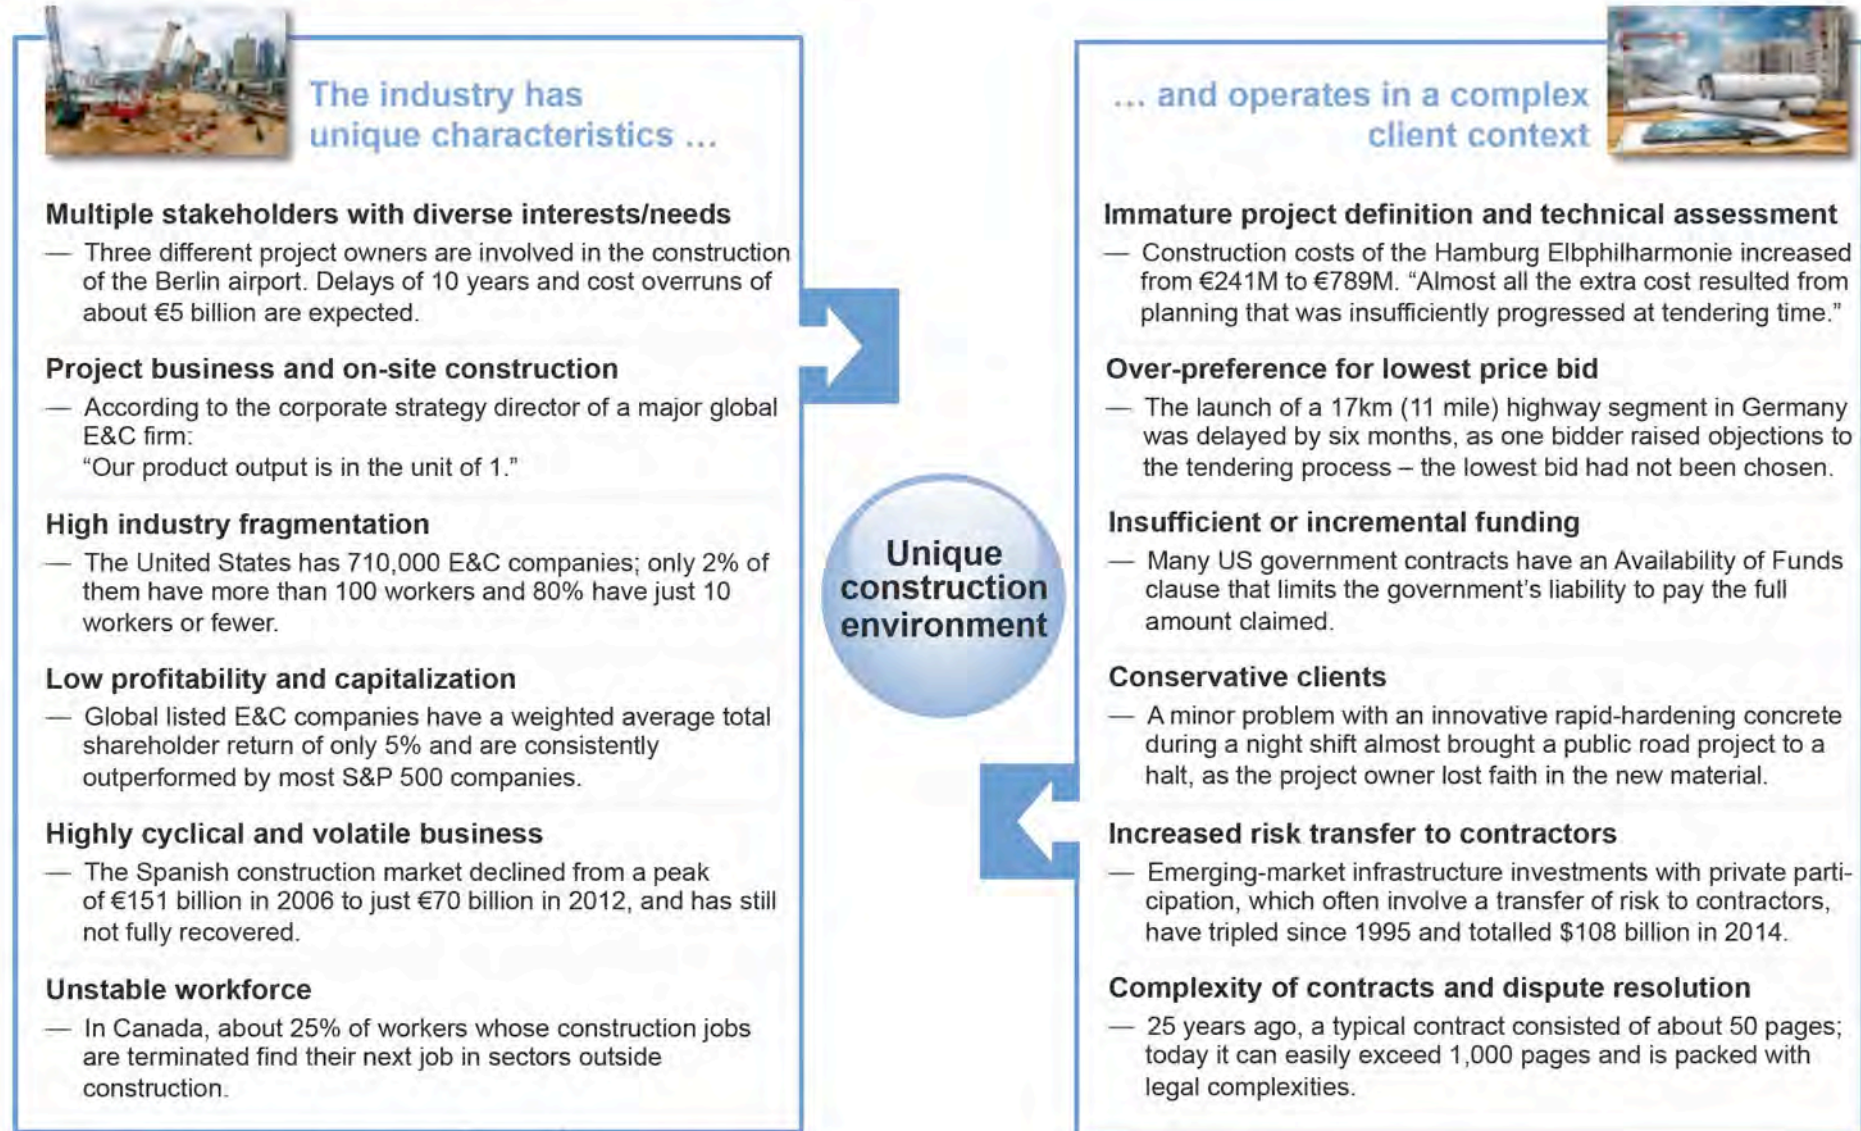 The industry has
unique characteristics ...
Multiple stakeholders with diverse interests/needs
— Three different project owners are involved in the construction
of the Berlin airport. Delays of 10 years and cost overruns of
about €5 billion are expected.
Project business and on-site construction
— According to the corporate strategy director of a major global
E&C firm:
“Our product output is in the unit of 1.”
High industry fragmentation
— The United States has 710,000 E&C companies; only 2% of
them have more than 100 workers and 80% have just 10
workers or fewer.
Low profitability and capitalization
— Global listed E&C companies have a weighted average total
shareholder return of only 5% and are consistently
outperformed by most S&P 500 companies.
Highly cyclical and volatile business
— The Spanish construction market declined from a peak
of €151 billion in 2006 to just €70 billion in 2012, and has still
not fully recovered.
Unstable workforce
— In Canada, about 25% of workers whose construction jobs
are terminated find their next job in sectors outside
construction.
Unique
construction
environment
... and operates in a complex
client context
Immature project definition and technical assessment
— Construction costs of the Hamburg Elbphilharmonie increased
from €241M to €789M. “Almost all the extra cost resulted from
planning that was insufficiently progressed at tendering time.”
Over-preference for lowest price bid
— The launch of a 17km (11 mile) highway segment in Germany
was delayed by six months, as one bidder raised objections to
the tendering process – the lowest bid had not been chosen.
Insufficient or incremental funding
— Many US government contracts have an Availability of Funds
clause that limits the government’s liability to pay the full
amount claimed.
Conservative clients
— A minor problem with an innovative rapid-hardening concrete
during a night shift almost brought a public road project to a
halt, as the project owner lost faith in the new material.
Increased risk transfer to contractors
— Emerging-market infrastructure investments with private parti-
cipation, which often involve a transfer of risk to contractors,
have tripled since 1995 and totalled $108 billion in 2014.
Complexity of contracts and dispute resolution
— 25 years ago, a typical contract consisted of about 50 pages;
today it can easily exceed 1,000 pages and is packed with
legal complexities.